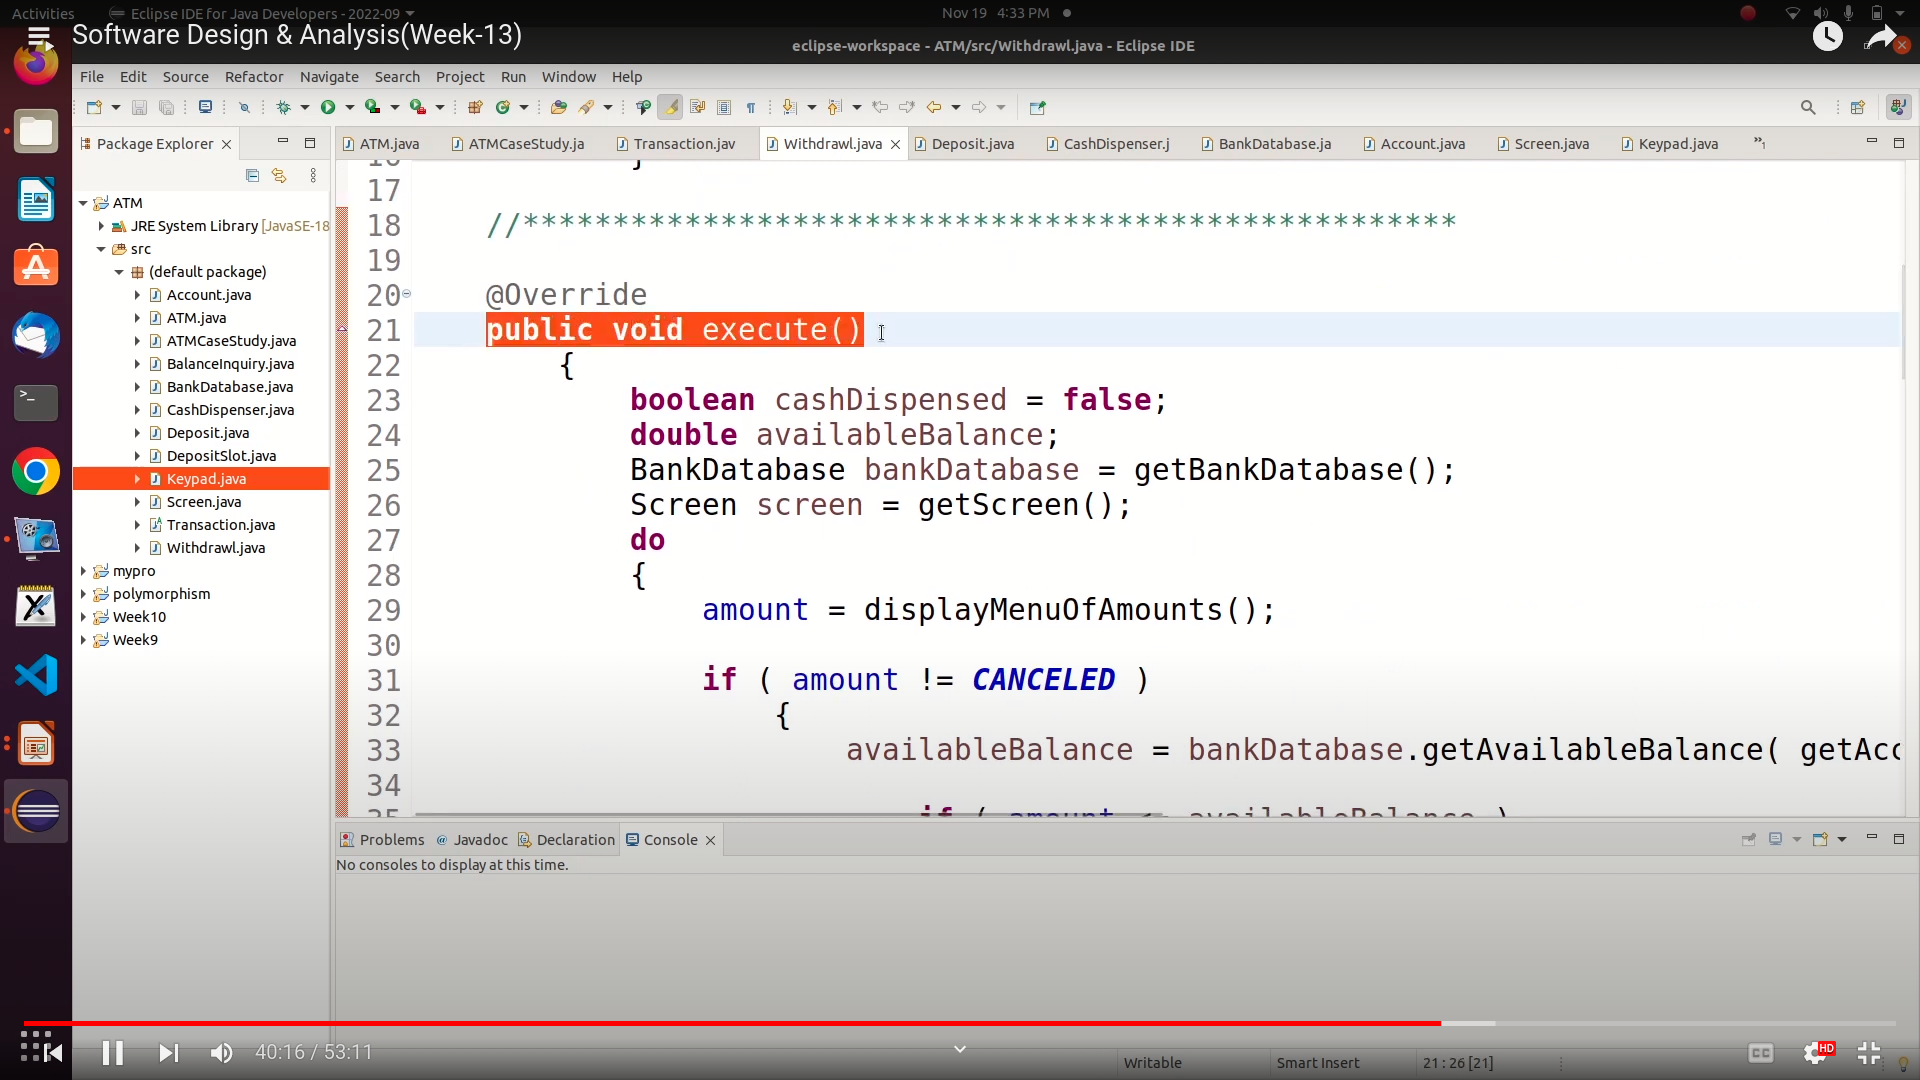 Activities
Eclipse IDE for Java Developers - 2022-09
Nov 19 4:33 PM
Software Design & Analysis(Week-13)
eclipse-workspace - ATM/src/Withdrawl.java - Eclipse IDE
File Edit Source Refactor Navigate Search Project Run Window Help
Package Explorer
ATM.java ATMCaseStudy.ja Transaction.jav Withdrawl.java Deposit.java CashDispenser.j BankDatabase.ja Account.java Screen.java Keypad.java
ATM
JRE System Library [JavaSE-18
src
(default package)
Account.java
ATM.java
ATMCaseStudy.java
BalanceInquiry.java
BankDatabase.java
CashDispenser.java
Deposit.java
DepositSlot.java
Keypad.java
Screen.java
Transaction.java
Withdrawl.java
mypro
polymorphism
Week10
Week9
16 }
17
18 //****************************************************
19
20 @Override
21 public void execute()
22 {
23 boolean cashDispensed = false;
24 double availableBalance;
25 BankDatabase bankDatabase = getBankDatabase();
26 Screen screen = getScreen();
27 do
28 {
29 amount = displayMenuOfAmounts();
30
31 if ( amount != CANCELED )
32 {
33 availableBalance = bankDatabase.getAvailableBalance( getAcc
34
35 if ( amount <= availableBalance )
Problems @ Javadoc Declaration Console
No consoles to display at this time.
40:16 / 53:11
CC
HD
Writable
Smart Insert
21 : 26 [21]